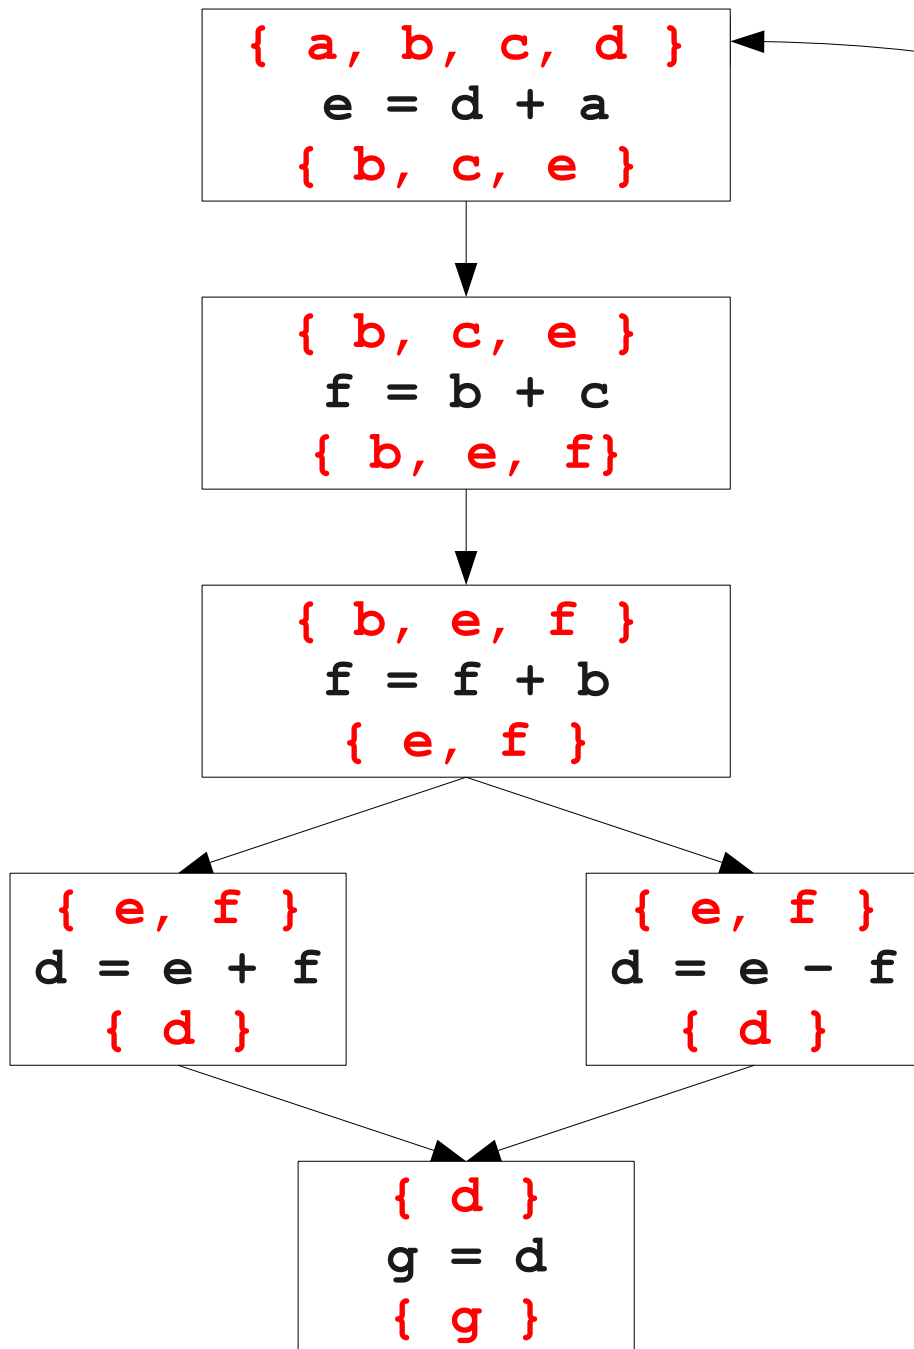 { a, b, c, d }
e = d + a
{ b, c, e }
{ b, c, e }
f = b + c
{ b, e, f}
{ b, e, f }
f = f + b
{ e, f }
{ e, f }
d = e + f
{ d }
{ e, f }
d = e - f
{ d }
{ d }
g = d
{ g }